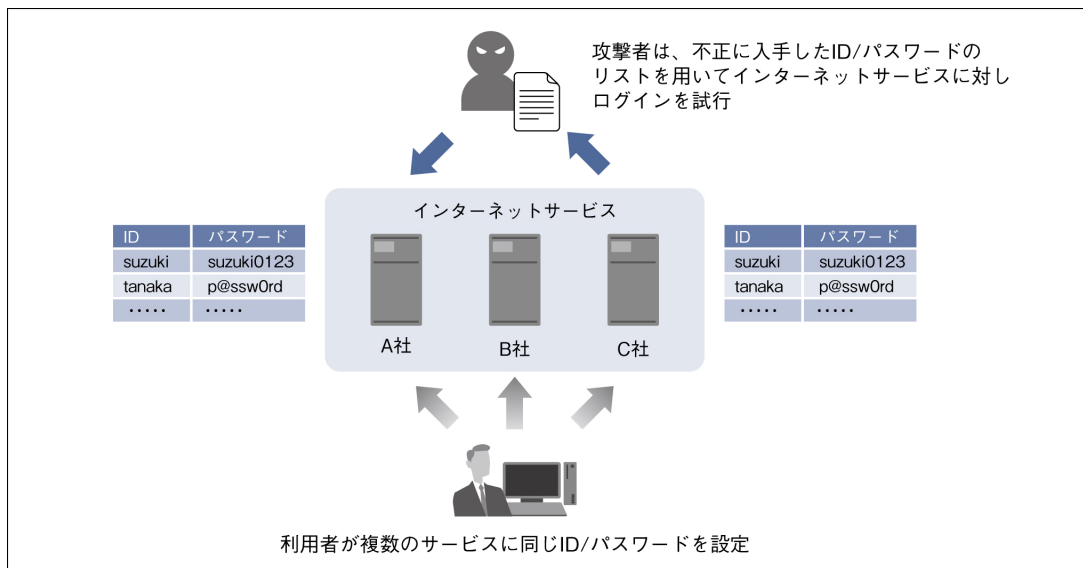 攻撃者は、不正に入手したID/パスワードの
リストを用いてインターネットサービスに対し
ログインを試行
インターネットサービス
ID パスワード
suzuki suzuki0123
tanaka p@ssw0rd
・・・・・ ・・・・・
A社 B社 C社
ID パスワード
suzuki suzuki0123
tanaka p@ssw0rd
・・・・・ ・・・・・
利用者が複数のサービスに同じID/パスワードを設定